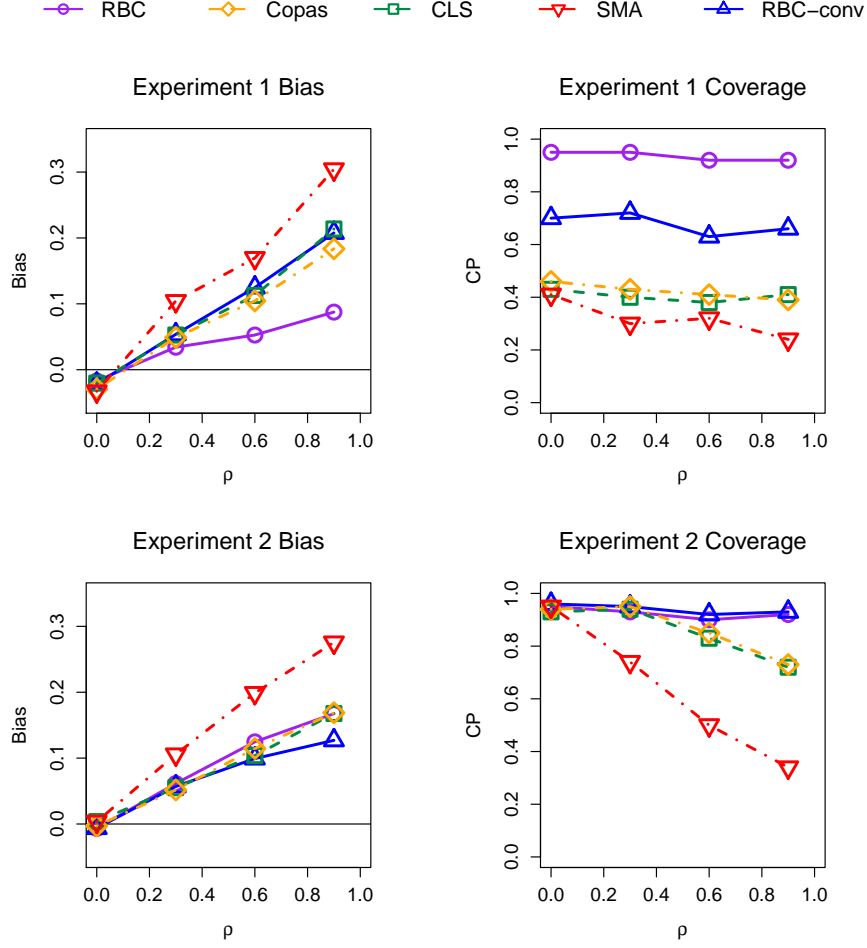 RBC Copas CLS SMA RBC−conv
Experiment 1 Bias
Bias
0.0 0.1 0.2 0.3
0.0 0.2 0.4 0.6 0.8 1.0
ρ
Experiment 1 Coverage
CP
0.0 0.2 0.4 0.6 0.8 1.0
0.0 0.2 0.4 0.6 0.8 1.0
ρ
Experiment 2 Bias
Bias
0.0 0.1 0.2 0.3
0.0 0.2 0.4 0.6 0.8 1.0
ρ
Experiment 2 Coverage
CP
0.0 0.2 0.4 0.6 0.8 1.0
0.0 0.2 0.4 0.6 0.8 1.0
ρ